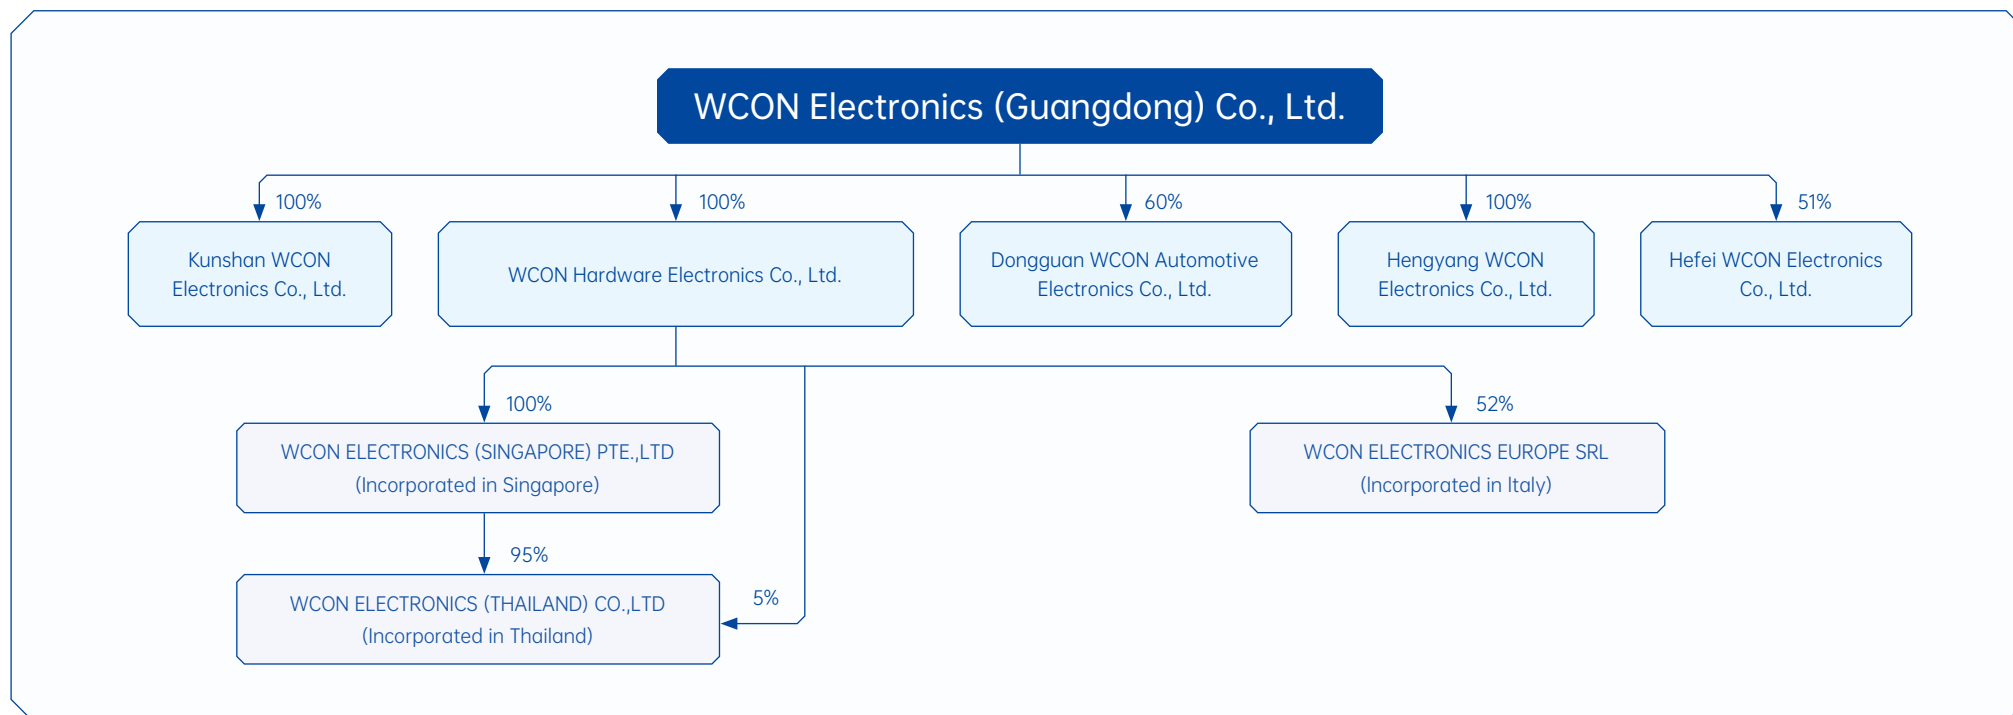 WCON Electronics (Guangdong) Co., Ltd.
100%
100%
60%
100%
51%
Kunshan WCON
Electronics Co., Ltd.
WCON Hardware Electronics Co., Ltd.
Dongguan WCON Automotive
Electronics Co., Ltd.
Hengyang WCON
Electronics Co., Ltd.
Hefei WCON Electronics
Co., Ltd.
100%
52%
WCON ELECTRONICS (SINGAPORE) PTE.,LTD
(Incorporated in Singapore)
WCON ELECTRONICS EUROPE SRL
(Incorporated in Italy)
95%
5%
WCON ELECTRONICS (THAILAND) CO.,LTD
(Incorporated in Thailand)